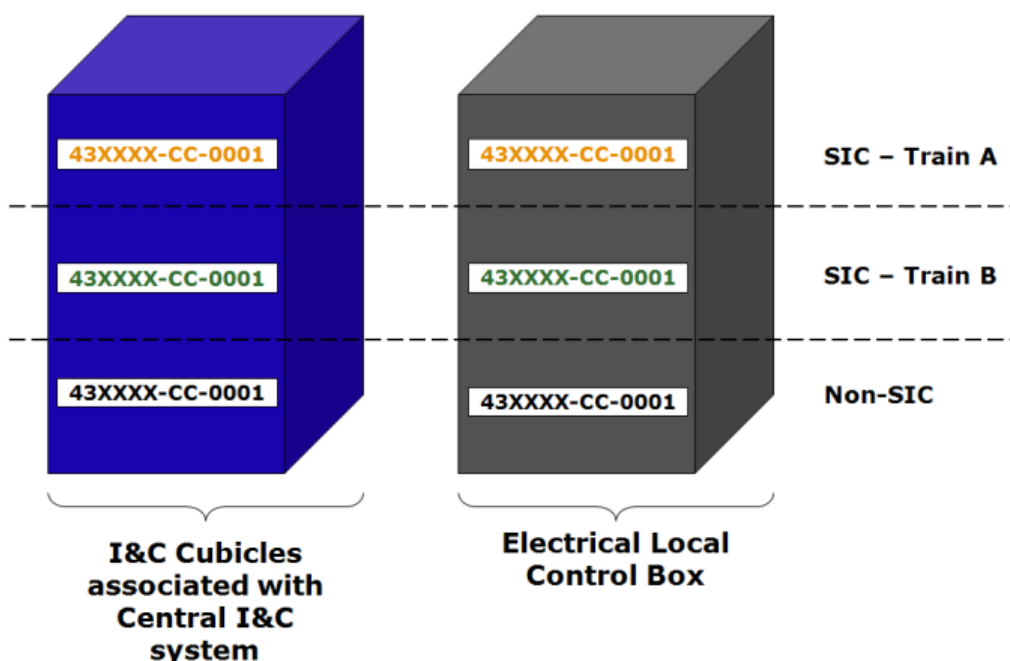 43XXXX-CC-0001 43XXXX-CC-0001 SIC – Train A
43XXXX-CC-0001 43XXXX-CC-0001 SIC – Train B
43XXXX-CC-0001 43XXXX-CC-0001 Non-SIC
I&C Cubicles
associated with
Central I&C
system
Electrical Local
Control Box